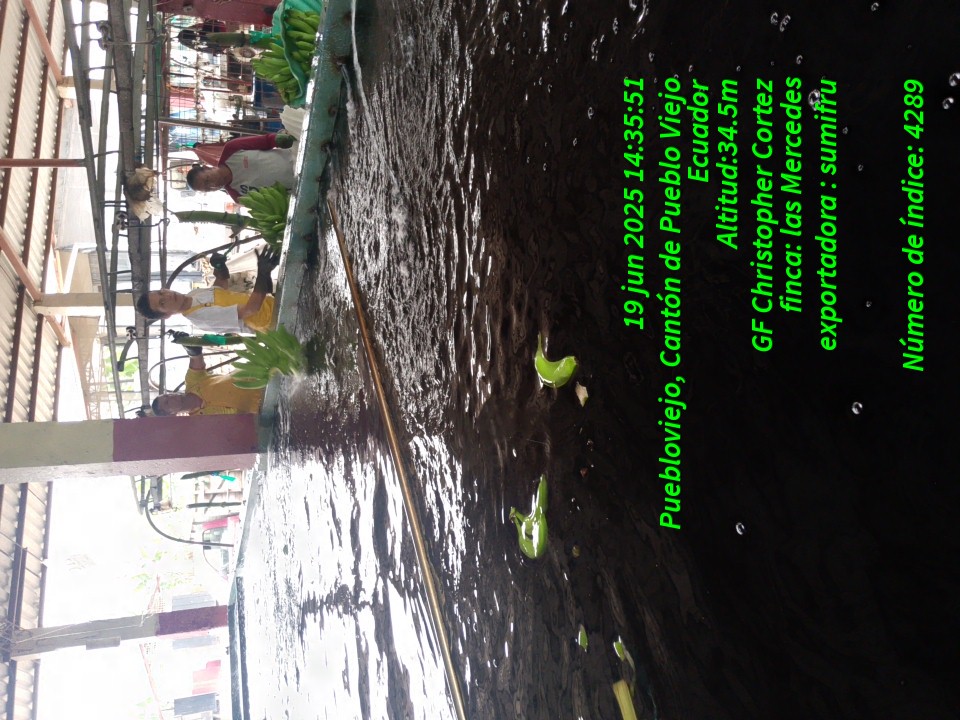 19 jun 2025 14:35:51
Puebloviejo, Cantón de Pueblo Viejo
Ecuador
Altitud:34.5m
GF Christopher Cortez
finca: las Mercedes
exportadora : sumifru
Número de índice: 4289